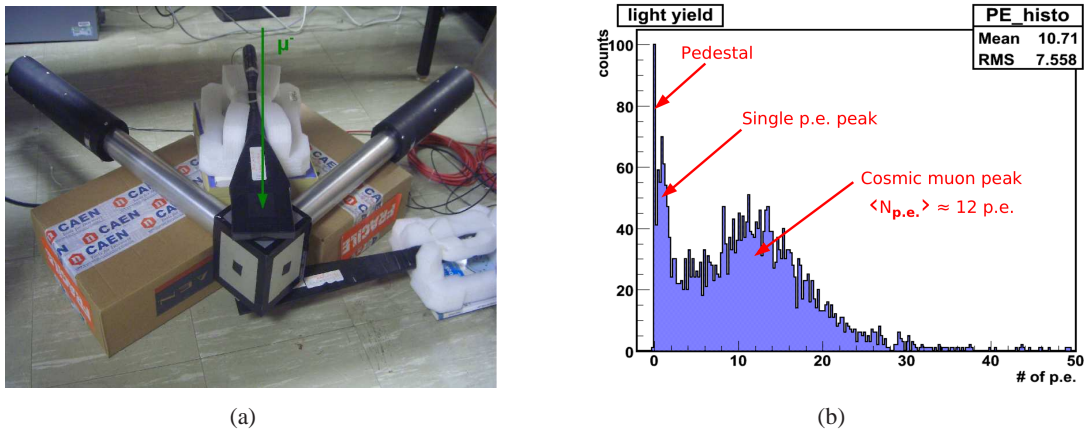 μ-
CAEN
CAEN
CAEN
CAEN
FRAGILE
FRAGILE
(a)
light yield
PE_histo
Mean 10.71
RMS 7.558
counts
100
80
60
40
20
0
Pedestal
Single p.e. peak
Cosmic muon peak
⟨Np.e.⟩ ≈ 12 p.e.
0 10 20 30 40 50
# of p.e.
(b)